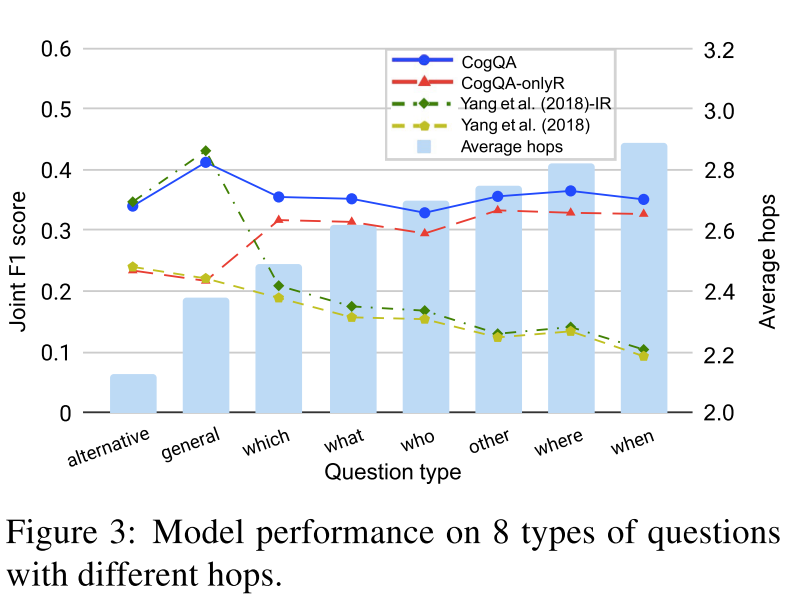 0.6
0.5
0.4
0.3
0.2
0.1
0
Joint F1 score
CogQA
CogQA-onlyR
Yang et al. (2018)-IR
Yang et al. (2018)
Average hops
3.2
3.0
2.8
2.6
2.4
2.2
2.0
Average hops
alternative
general
which
what
who
other
where
when
Question type
Figure 3: Model performance on 8 types of questions
with different hops.